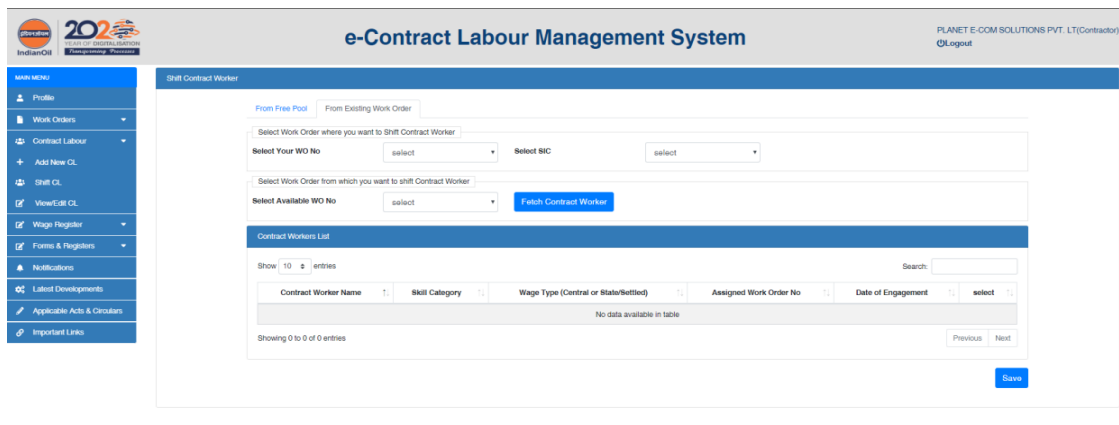 इंडियनऑयल
IndianOil
202
YEAR OF DIGITALISATION
Transforming Processes
e-Contract Labour Management System
PLANET E-COM SOLUTIONS PVT. LT(Contractor)
Logout
MAIN MENU
Profile
Work Orders
Contract Labour
Add New CL
Shift CL
View/Edit CL
Wage Register
Forms & Registers
Notifications
Latest Developments
Applicable Acts & Circulars
Important Links
Shift Contract Worker
From Free Pool From Existing Work Order
Select Work Order where you want to Shift Contract Worker
Select Your WO No select Select SIC select
Select Work Order from which you want to shift Contract Worker
Select Available WO No select Fetch Contract Worker
Contract Workers List
Show 10 entries Search:
Contract Worker Name Skill Category Wage Type (Central or State/Settled) Assigned Work Order No Date of Engagement select
No data available in table
Showing 0 to 0 of 0 entries Previous Next
Save